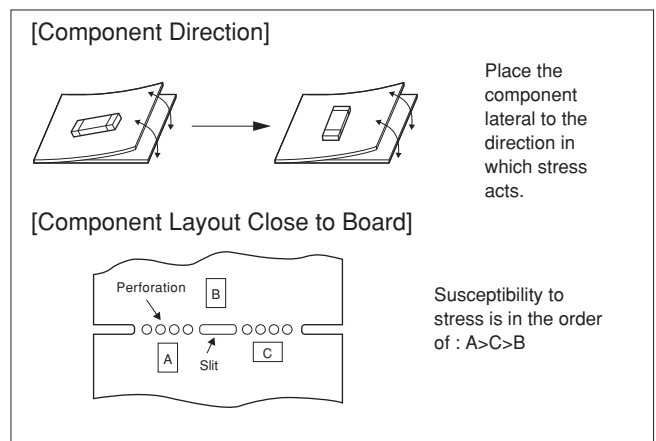 [Component Direction]
Place the
component
lateral to the
direction in
which stress
acts.
[Component Layout Close to Board]
Perforation
B
A
Slit
C
Susceptibility to
stress is in the order
of : A>C>B